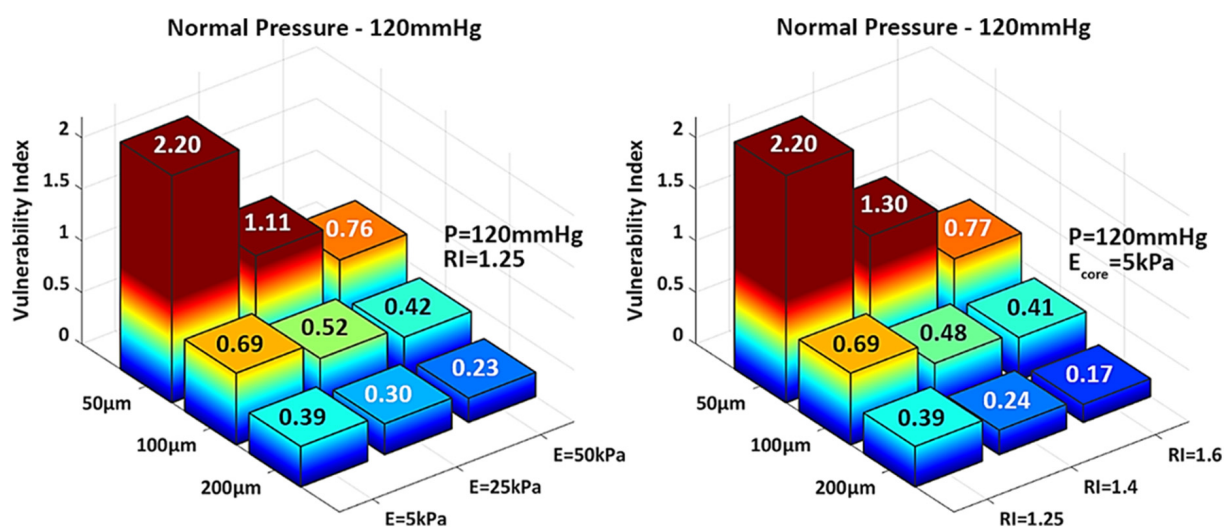 Normal Pressure - 120mmHg
Vulnerability Index
2
1.5
1
0.5
0
2.20
1.11
0.76
P=120mmHg
RI=1.25
0.69
0.52
0.42
0.39
0.30
0.23
50µm
100µm
200µm
E=5kPa
E=25kPa
E=50kPa
Normal Pressure - 120mmHg
Vulnerability Index
2
1.5
1
0.5
0
2.20
1.30
0.77
P=120mmHg
E_core=5kPa
0.69
0.48
0.41
0.39
0.24
0.17
50µm
100µm
200µm
RI=1.25
RI=1.4
RI=1.6